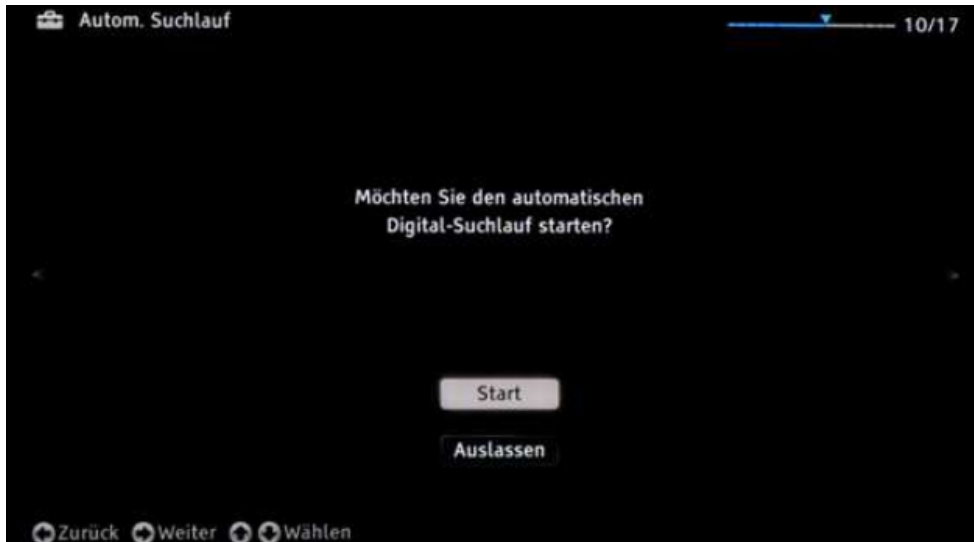 Autom. Suchlauf
10/17
Möchten Sie den automatischen
Digital-Suchlauf starten?
Start
Auslassen
Zurück Weiter Wählen